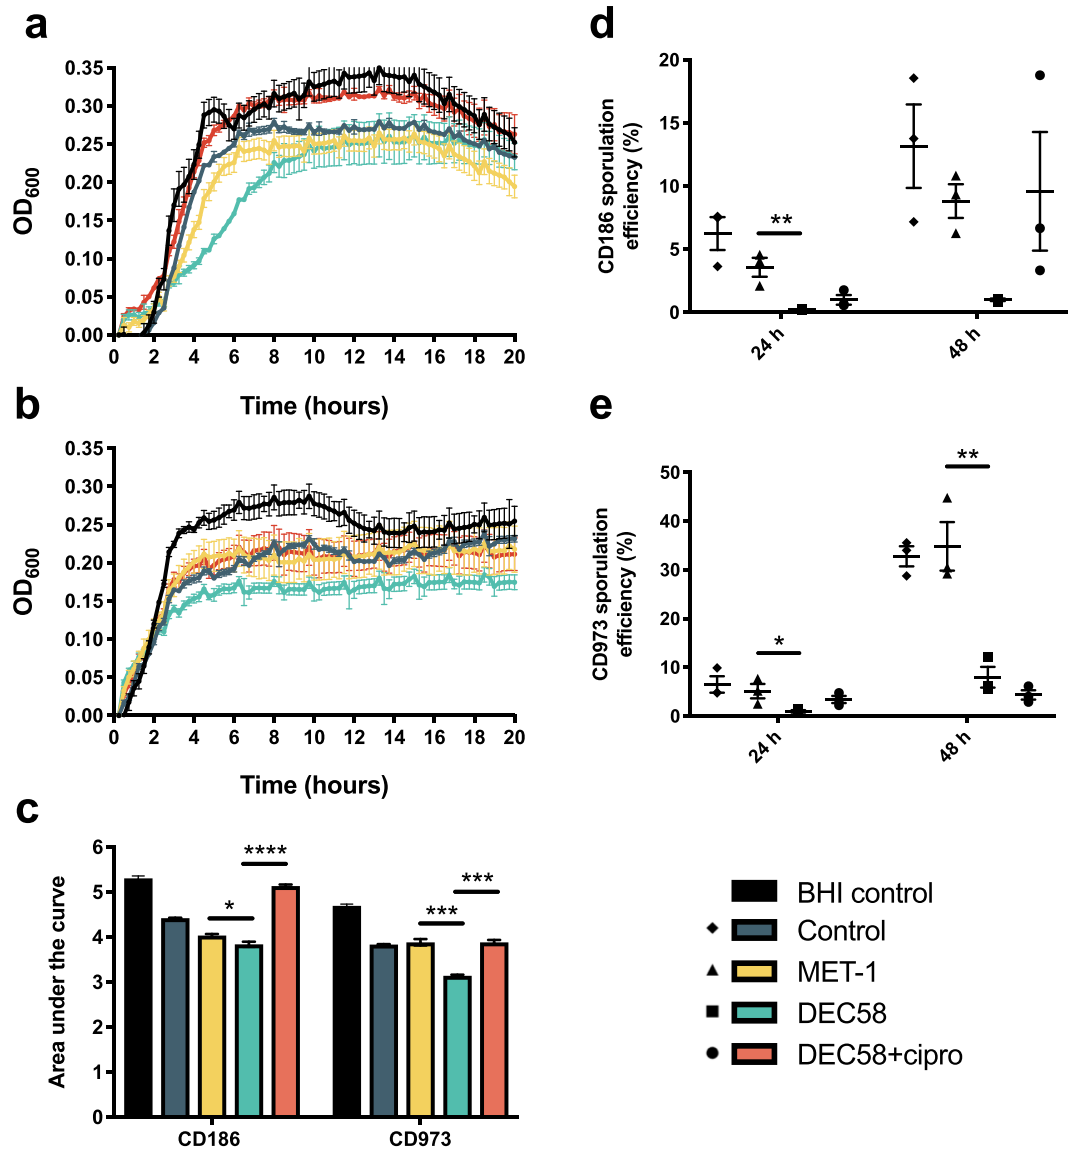 a
0.35
0.30
0.25
0.20
0.15
0.10
0.05
0.00
OD600
0 2 4 6 8 10 12 14 16 18 20
Time (hours)
b
0.35
0.30
0.25
0.20
0.15
0.10
0.05
0.00
OD600
0 2 4 6 8 10 12 14 16 18 20
Time (hours)
c
6
5
4
3
2
1
0
Area under the curve
*
****
***
***
CD186 CD973
d
20
15
10
5
0
CD186 sporulation
efficiency (%)
**
24 h 48 h
e
50
40
30
20
10
0
CD973 sporulation
efficiency (%)
*
**
24 h 48 h
BHI control
Control
MET-1
DEC58
DEC58+cipro